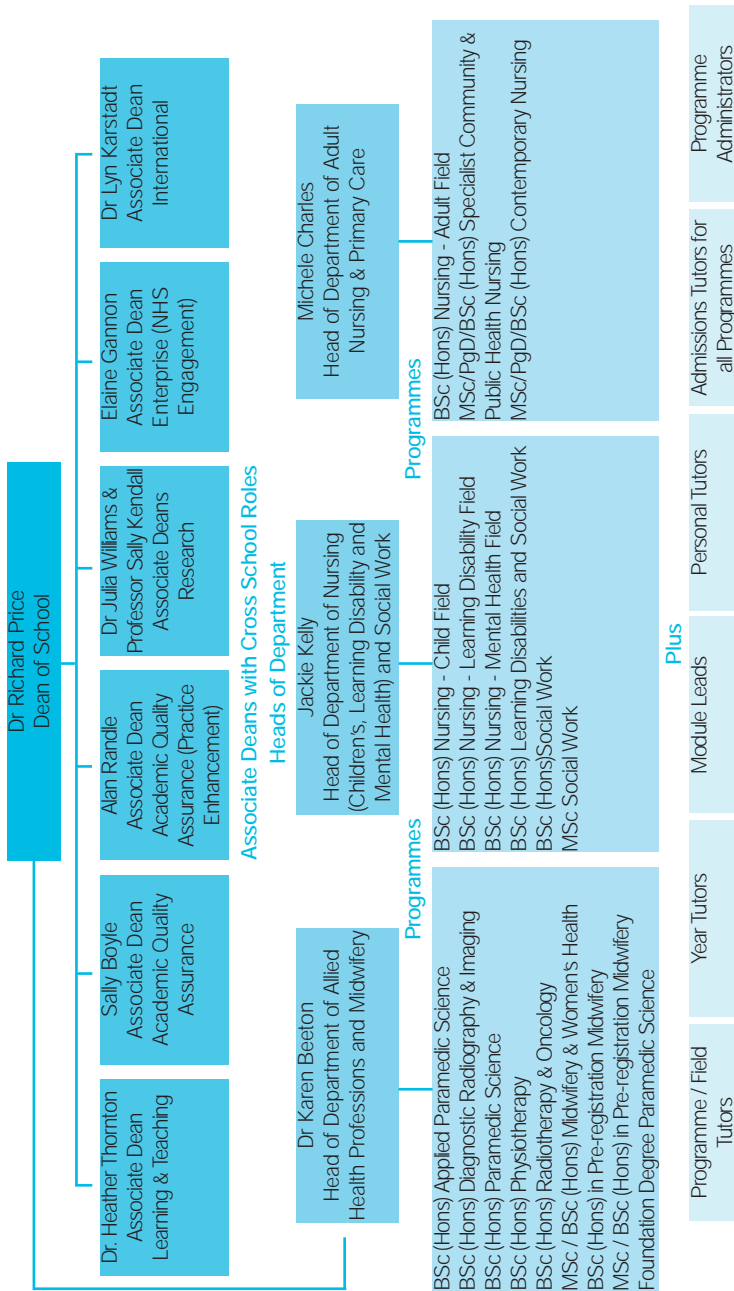 Dr Richard Price
Dean of School
Dr. Heather Thornton
Associate Dean
Learning & Teaching
Sally Boyle
Associate Dean
Academic Quality
Assurance
Alan Randle
Associate Dean
Academic Quality
Assurance (Practice
Enhancement)
Dr Julia Williams &
Professor Sally Kendall
Associate Deans
Research
Elaine Gannon
Associate Dean
Enterprise (NHS
Engagement)
Dr Lyn Karstadt
Associate Dean
International
Associate Deans with Cross School Roles
Heads of Department
Dr Karen Beeton
Head of Department of Allied
Health Professions and Midwifery
Jackie Kelly
Head of Department of Nursing
(Children's, Learning Disability and
Mental Health) and Social Work
Michele Charles
Head of Department of Adult
Nursing & Primary Care
Programmes
Programmes
BSc (Hons) Applied Paramedic Science
BSc (Hons) Diagnostic Radiography & Imaging
BSc (Hons) Paramedic Science
BSc (Hons) Physiotherapy
BSc (Hons) Radiotherapy & Oncology
MSc / BSc (Hons) Midwifery & Women's Health
BSc (Hons) in Pre-registration Midwifery
MSc / BSc (Hons) in Pre-registration Midwifery
Foundation Degree Paramedic Science
BSc (Hons) Nursing - Child Field
BSc (Hons) Nursing - Learning Disability Field
BSc (Hons) Nursing - Mental Health Field
BSc (Hons) Learning Disabilities and Social Work
BSc (Hons)Social Work
MSc Social Work
BSc (Hons) Nursing - Adult Field
MSc/PgD/BSc (Hons) Specialist Community &
Public Health Nursing
MSc/PgD/BSc (Hons) Contemporary Nursing
Plus
Programme / Field
Tutors
Year Tutors
Module Leads
Personal Tutors
Admissions Tutors for
all Programmes
Programme
Administrators